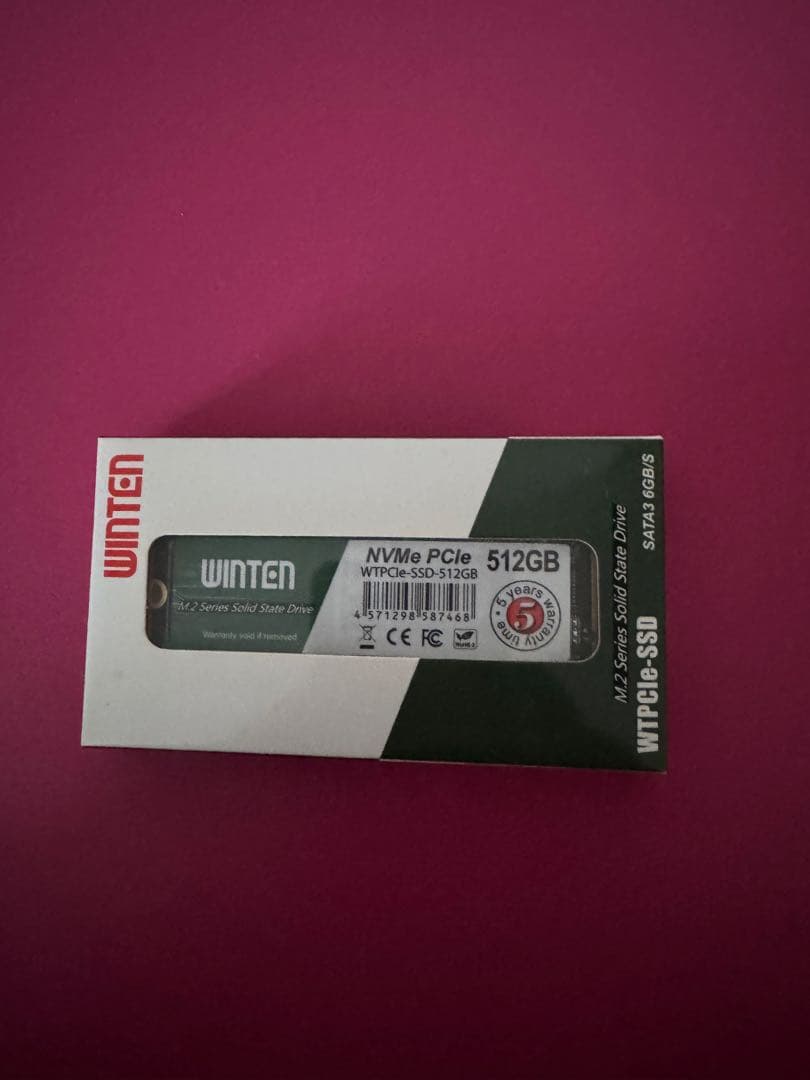 WINTEN
WINTEN
M.2 Series Solid State Drive
Warranty void if removed
NVMe PCIe 512GB
WTPCIe-SSD-512GB
4 571298 587468
CE FC
5 years warranty time
5
M.2 Series Solid State Drive
WTPCIe-SSD
SATA3 6GB/S